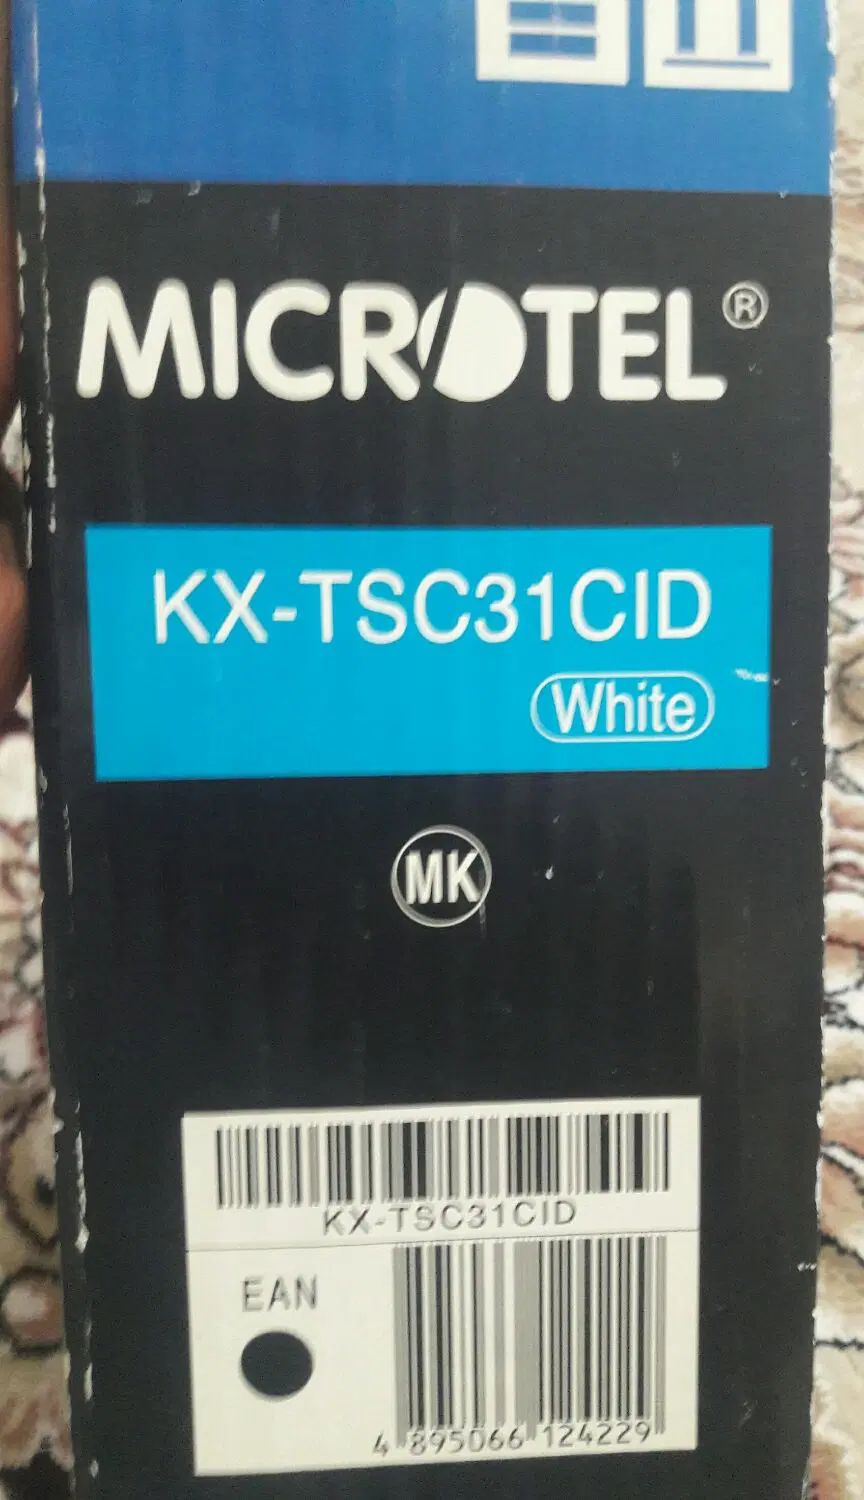 MICROTEL®
KX-TSC31CID
White
MK
KX-TSC31CID
EAN
4 895066 124229